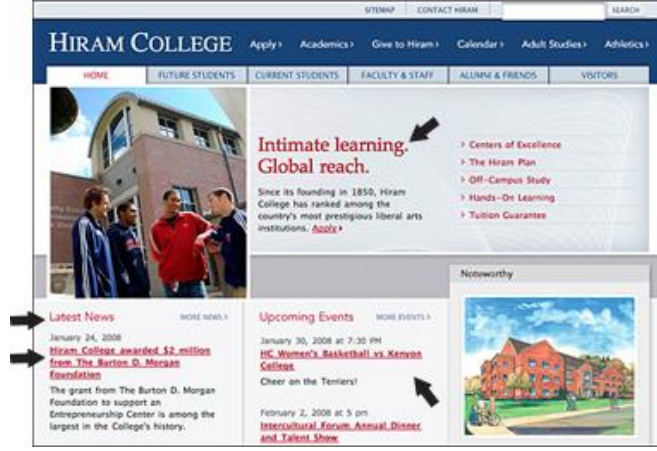 SITEMAP CONTACT HIRAM SEARCH
HIRAM COLLEGE Apply › Academics › Give to Hiram › Calendar › Adult Studies › Athletics ›
HOME FUTURE STUDENTS CURRENT STUDENTS FACULTY & STAFF ALUMNI & FRIENDS VISITORS
Intimate learning.
Global reach.
Since its founding in 1850, Hiram
College has ranked among the
country's most prestigious liberal arts
institutions. Apply ›
› Centers of Excellence
› The Hiram Plan
› Off-Campus Study
› Hands-On Learning
› Tuition Guarantee
Latest News MORE NEWS ›
January 24, 2008
Hiram College awarded $2 million
from The Burton D. Morgan
Foundation
The grant from The Burton D. Morgan
Foundation to support an
Entrepreneurship Center is among the
largest in the College's history.
Upcoming Events MORE EVENTS ›
January 30, 2008 at 7:30 PM
HC Women's Basketball vs Kenyon
College
Cheer on the Terriers!
February 2, 2008 at 5 pm
Intercultural Forum Annual Dinner
and Talent Show
Noteworthy